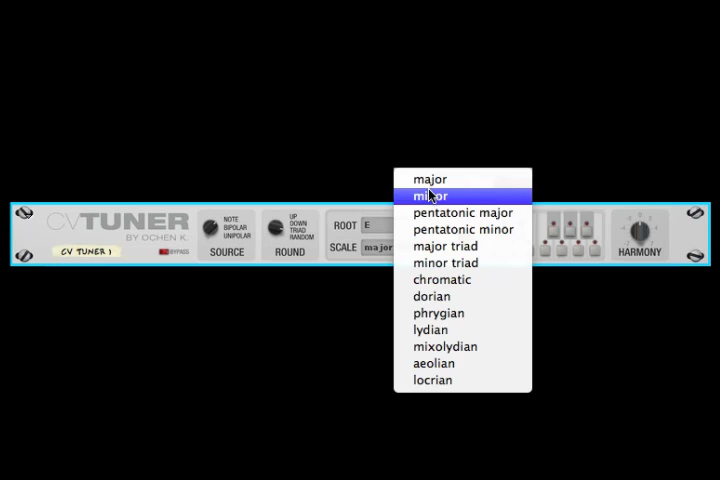 major
minor
pentatonic major
pentatonic minor
major triad
minor triad
chromatic
dorian
phrygian
lydian
mixolydian
aeolian
locrian
CVTUNER
BY OCHEN K.
CV TUNER 1
BYPASS
NOTE
BIPOLAR
UNIPOLAR
SOURCE
UP
DOWN
TRIAD
RANDOM
ROUND
ROOT E
SCALE major
HARMONY